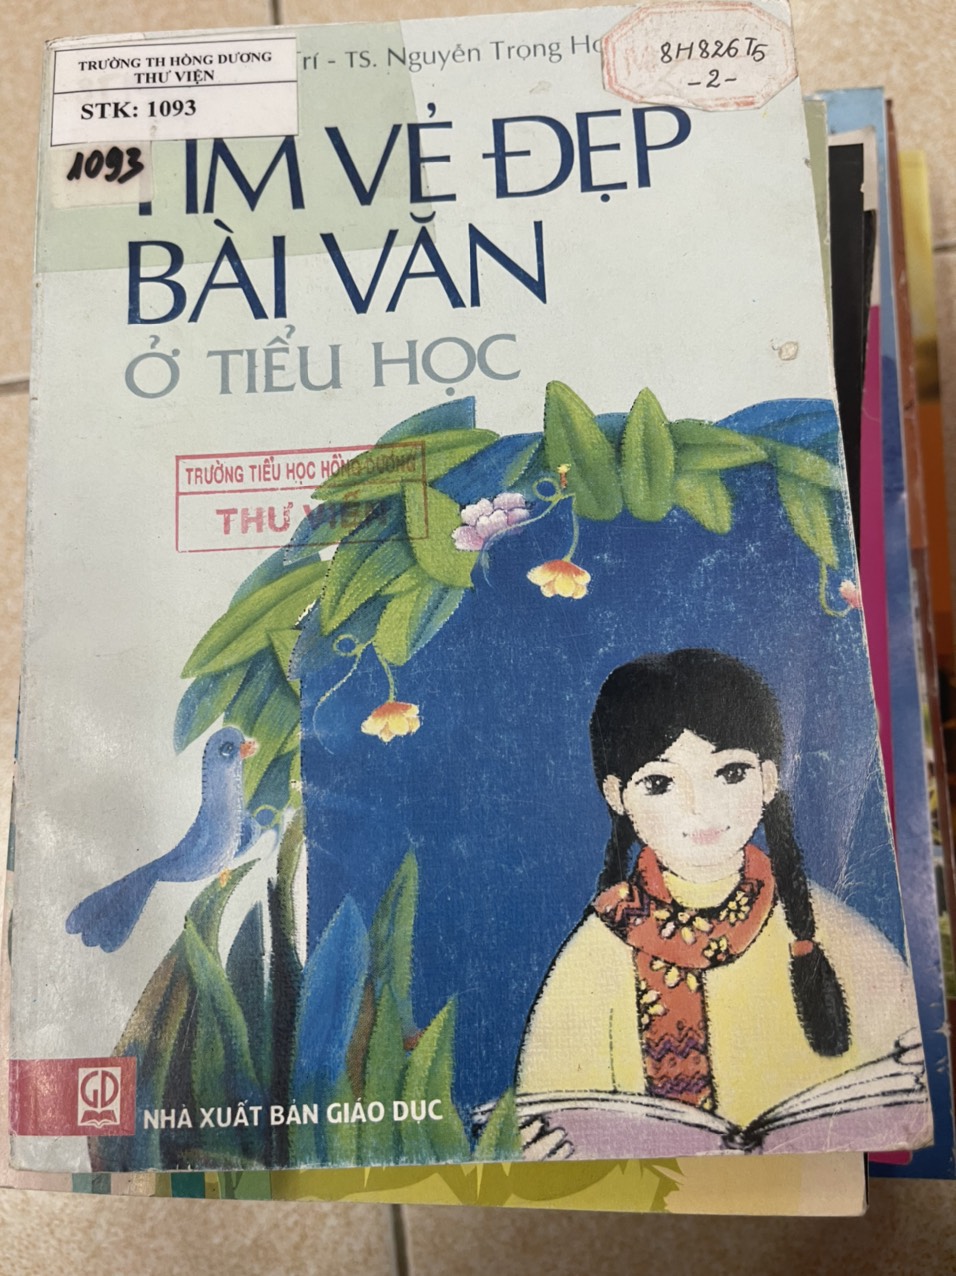 TRƯỜNG TH HỒNG DƯƠNG
THƯ VIỆN
STK: 1093
1093
Trí - TS. Nguyễn Trọng
8H826T5
-2-
TÌM VẺ ĐẸP
BÀI VĂN
Ở TIỂU HỌC
TRƯỜNG TIỂU HỌC HỒNG DƯƠNG
THƯ VIỆN
GD
NHÀ XUẤT BẢN GIÁO DỤC